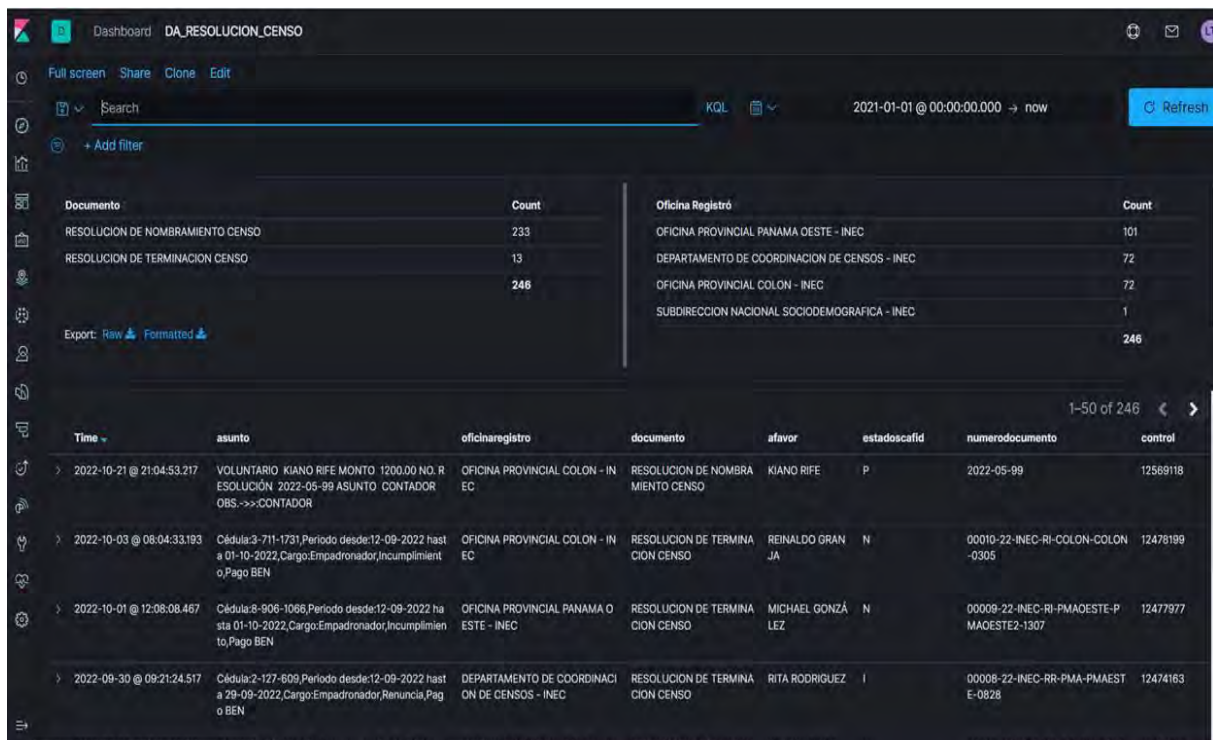 D Dashboard DA_RESOLUCION_CENSO
Full screen Share Clone Edit
Search KQL 2021-01-01 @ 00:00:00.000 → now Refresh
+ Add filter
Documento Count
RESOLUCION DE NOMBRAMIENTO CENSO 233
RESOLUCION DE TERMINACION CENSO 13
246
Export: Raw Formatted
Oficina Registró Count
OFICINA PROVINCIAL PANAMA OESTE - INEC 101
DEPARTAMENTO DE COORDINACION DE CENSOS - INEC 72
OFICINA PROVINCIAL COLON - INEC 72
SUBDIRECCION NACIONAL SOCIODEMOGRAFICA - INEC 1
246
1–50 of 246
Time asunto oficinaregistro documento afavor estadoscafid numerodocumento control
2022-10-21 @ 21:04:53.217 VOLUNTARIO KIANO RIFE MONTO 1200.00 NO. R OFICINA PROVINCIAL COLON - IN RESOLUCION DE NOMBRA KIANO RIFE P 2022-05-99 12569118
ESOLUCIÓN 2022-05-99 ASUNTO CONTADOR EC MIENTO CENSO
OBS.->>:CONTADOR
2022-10-03 @ 08:04:33.193 Cédula:3-711-1731,Periodo desde:12-09-2022 hast OFICINA PROVINCIAL COLON - IN RESOLUCION DE TERMINA REINALDO GRAN N 00010-22-INEC-RI-COLON-COLON 12478199
a 01-10-2022,Cargo:Empadronador,Incumplimient EC CION CENSO JA -0305
o,Pago BEN
2022-10-01 @ 12:08:08.467 Cédula:8-906-1066,Periodo desde:12-09-2022 ha OFICINA PROVINCIAL PANAMA O RESOLUCION DE TERMINA MICHAEL GONZÁ N 00009-22-INEC-RI-PMAOESTE-P 12477977
sta 01-10-2022,Cargo:Empadronador,Incumplimien ESTE - INEC CION CENSO LEZ MAOESTE2-1307
to,Pago BEN
2022-09-30 @ 09:21:24.517 Cédula:2-127-609,Periodo desde:12-09-2022 hast DEPARTAMENTO DE COORDINACI RESOLUCION DE TERMINA RITA RODRIGUEZ I 00008-22-INEC-RR-PMA-PMAEST 12474163
a 29-09-2022,Cargo:Empadronador,Renuncia,Pag ON DE CENSOS - INEC CION CENSO E-0828
o BEN